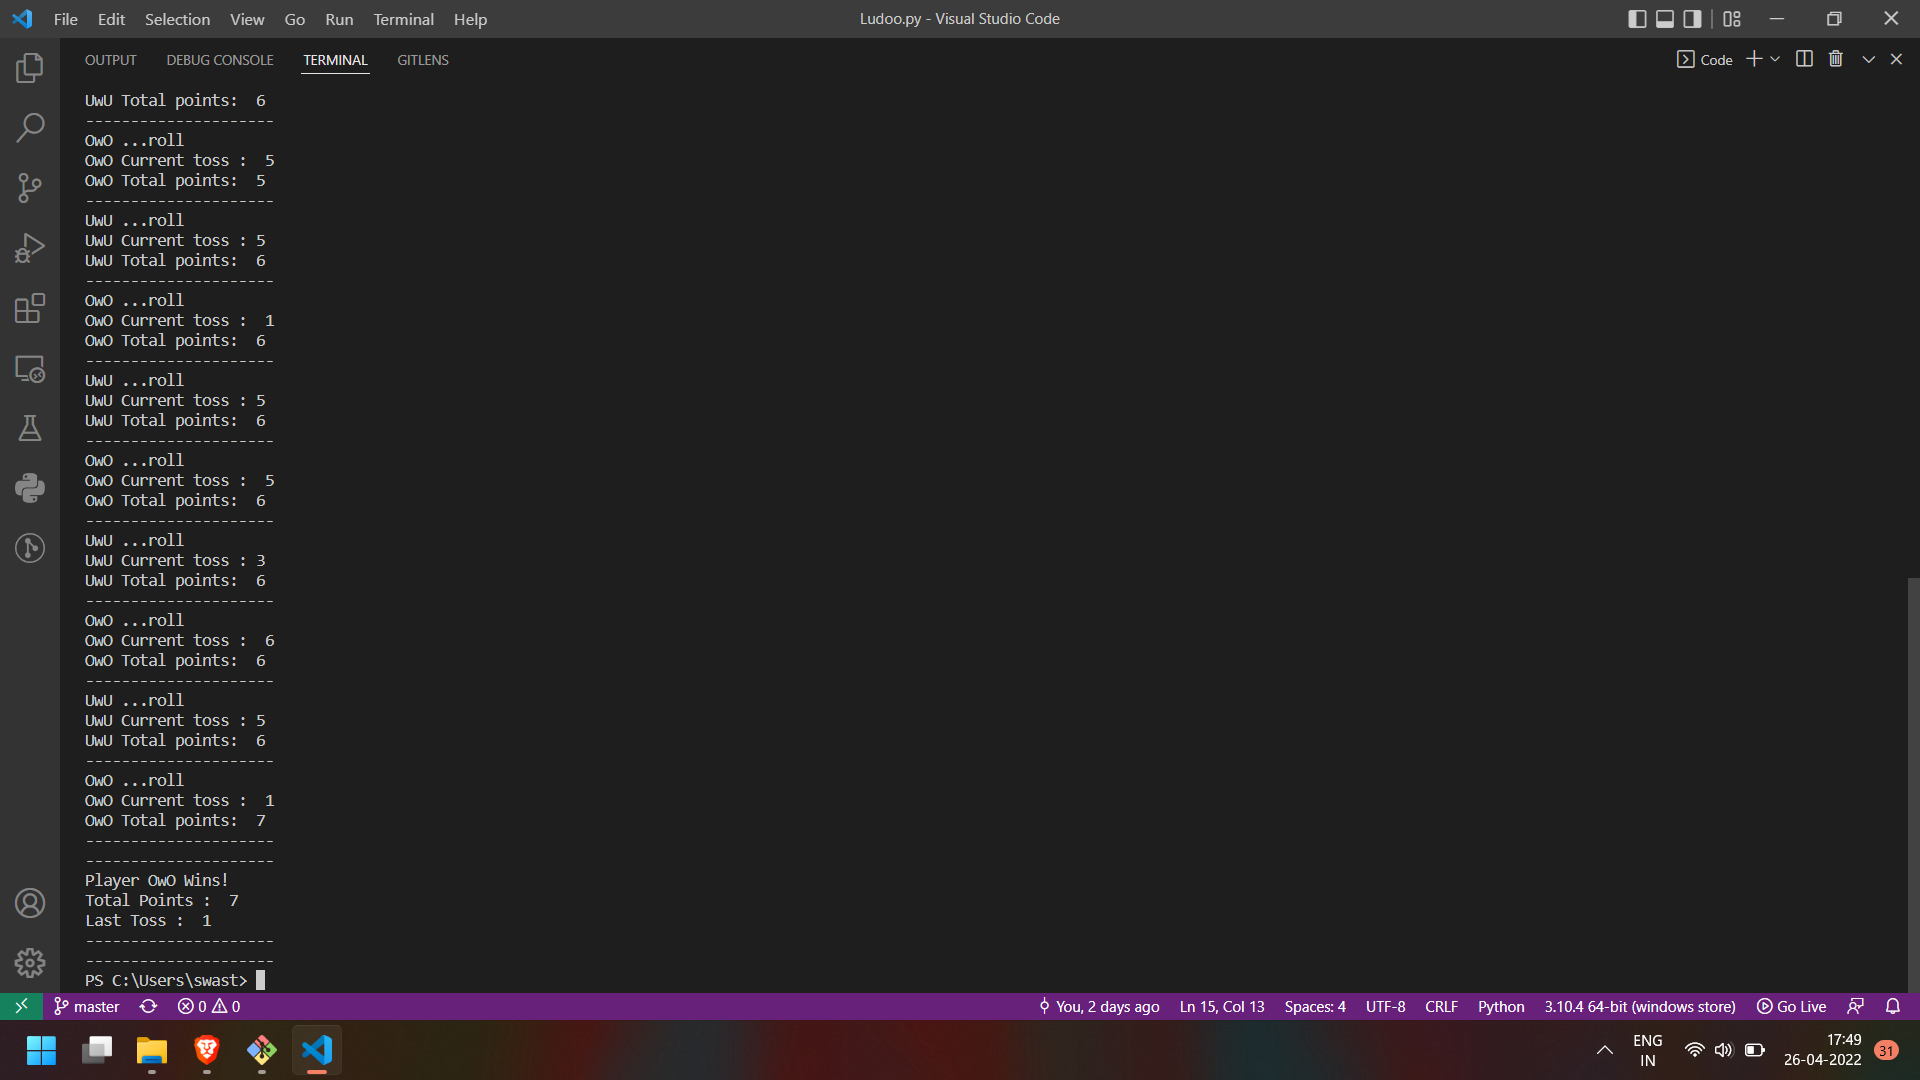 File Edit Selection View Go Run Terminal Help
Ludoo.py - Visual Studio Code
OUTPUT DEBUG CONSOLE TERMINAL GITLENS
Code
UwU Total points:  6
---------------------
OwO ...roll
OwO Current toss :  5
OwO Total points:  5
---------------------
UwU ...roll
UwU Current toss : 5
UwU Total points:  6
---------------------
OwO ...roll
OwO Current toss :  1
OwO Total points:  6
---------------------
UwU ...roll
UwU Current toss : 5
UwU Total points:  6
---------------------
OwO ...roll
OwO Current toss :  5
OwO Total points:  6
---------------------
UwU ...roll
UwU Current toss : 3
UwU Total points:  6
---------------------
OwO ...roll
OwO Current toss :  6
OwO Total points:  6
---------------------
UwU ...roll
UwU Current toss : 5
UwU Total points:  6
---------------------
OwO ...roll
OwO Current toss :  1
OwO Total points:  7
---------------------
---------------------
Player OwO Wins!
Total Points :  7
Last Toss :  1
---------------------
---------------------
PS C:\Users\swast>
master 0 0 You, 2 days ago Ln 15, Col 13 Spaces: 4 UTF-8 CRLF Python 3.10.4 64-bit (windows store) Go Live
ENG
IN
17:49
26-04-2022
31